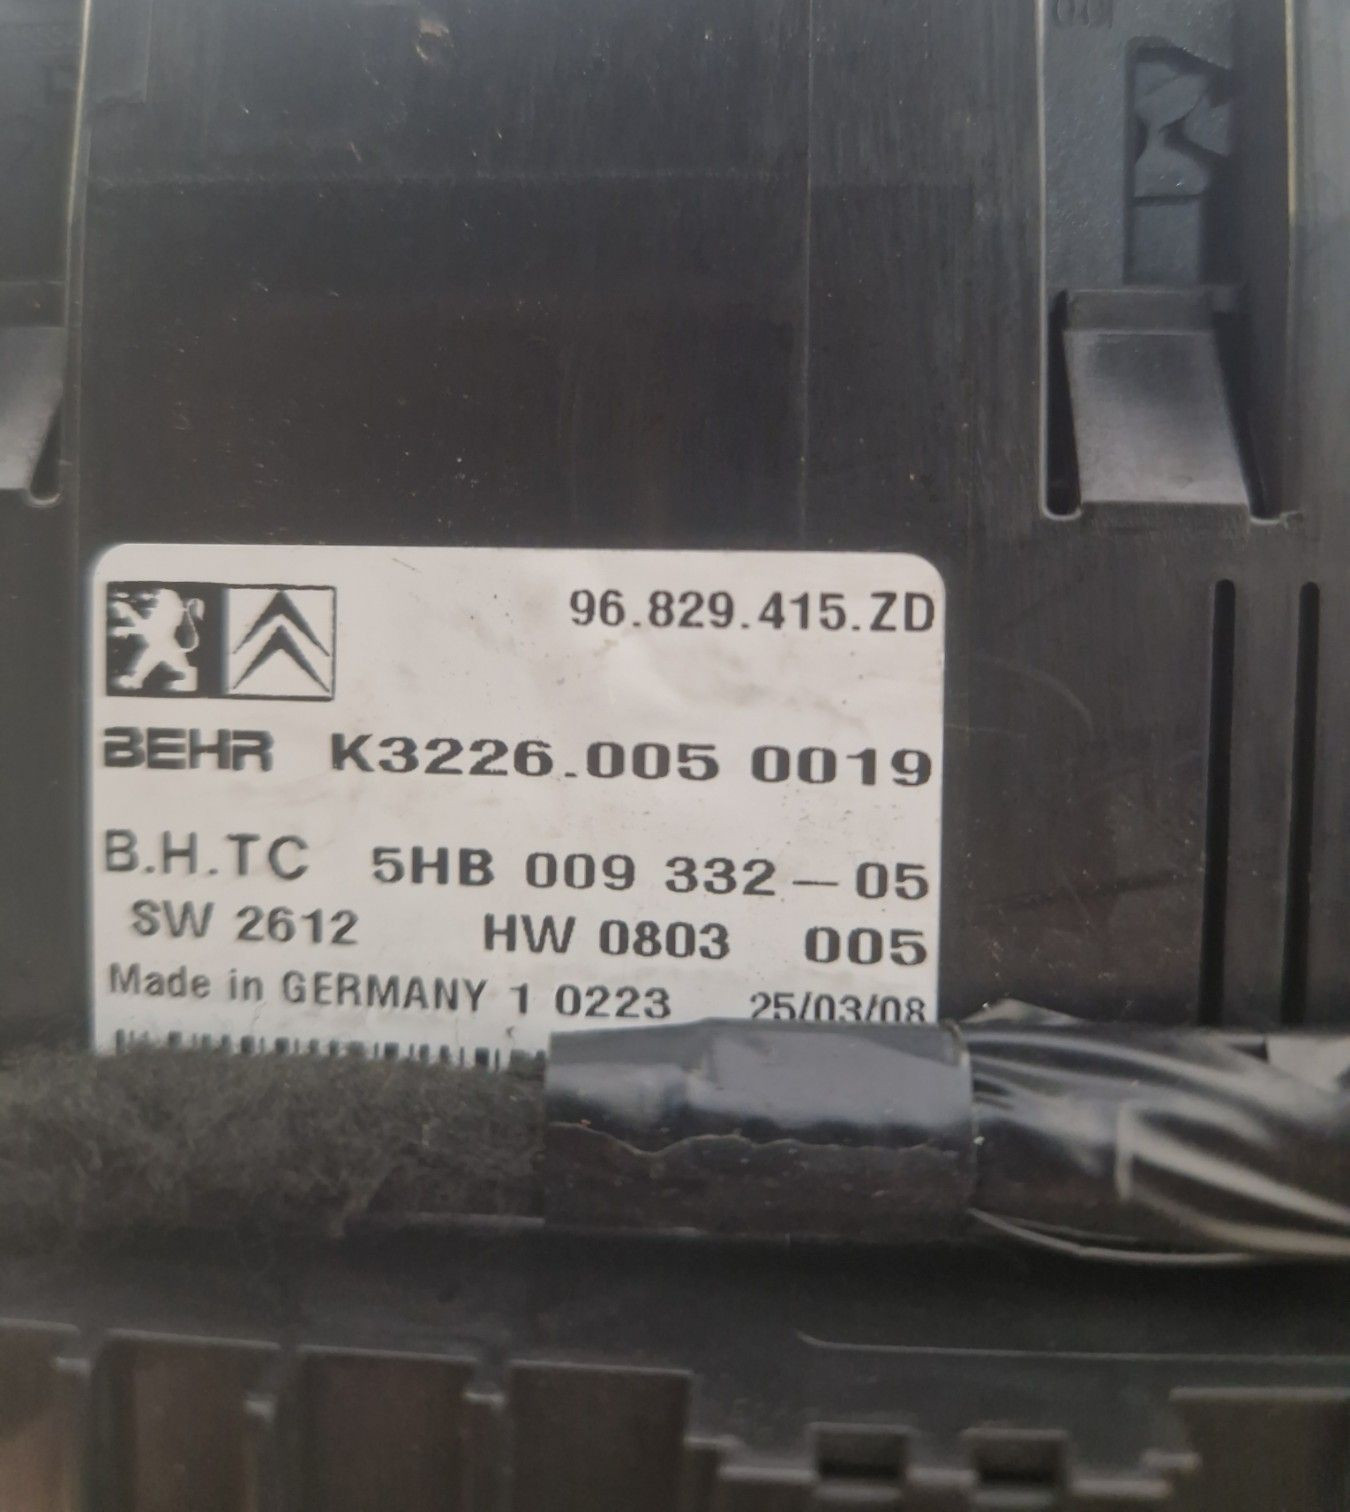 96.829.415.ZD
BEHR K3226.005 0019
B.H.TC 5HB 009 332-05
SW 2612 HW 0803 005
Made in GERMANY 1 0223 25/03/08